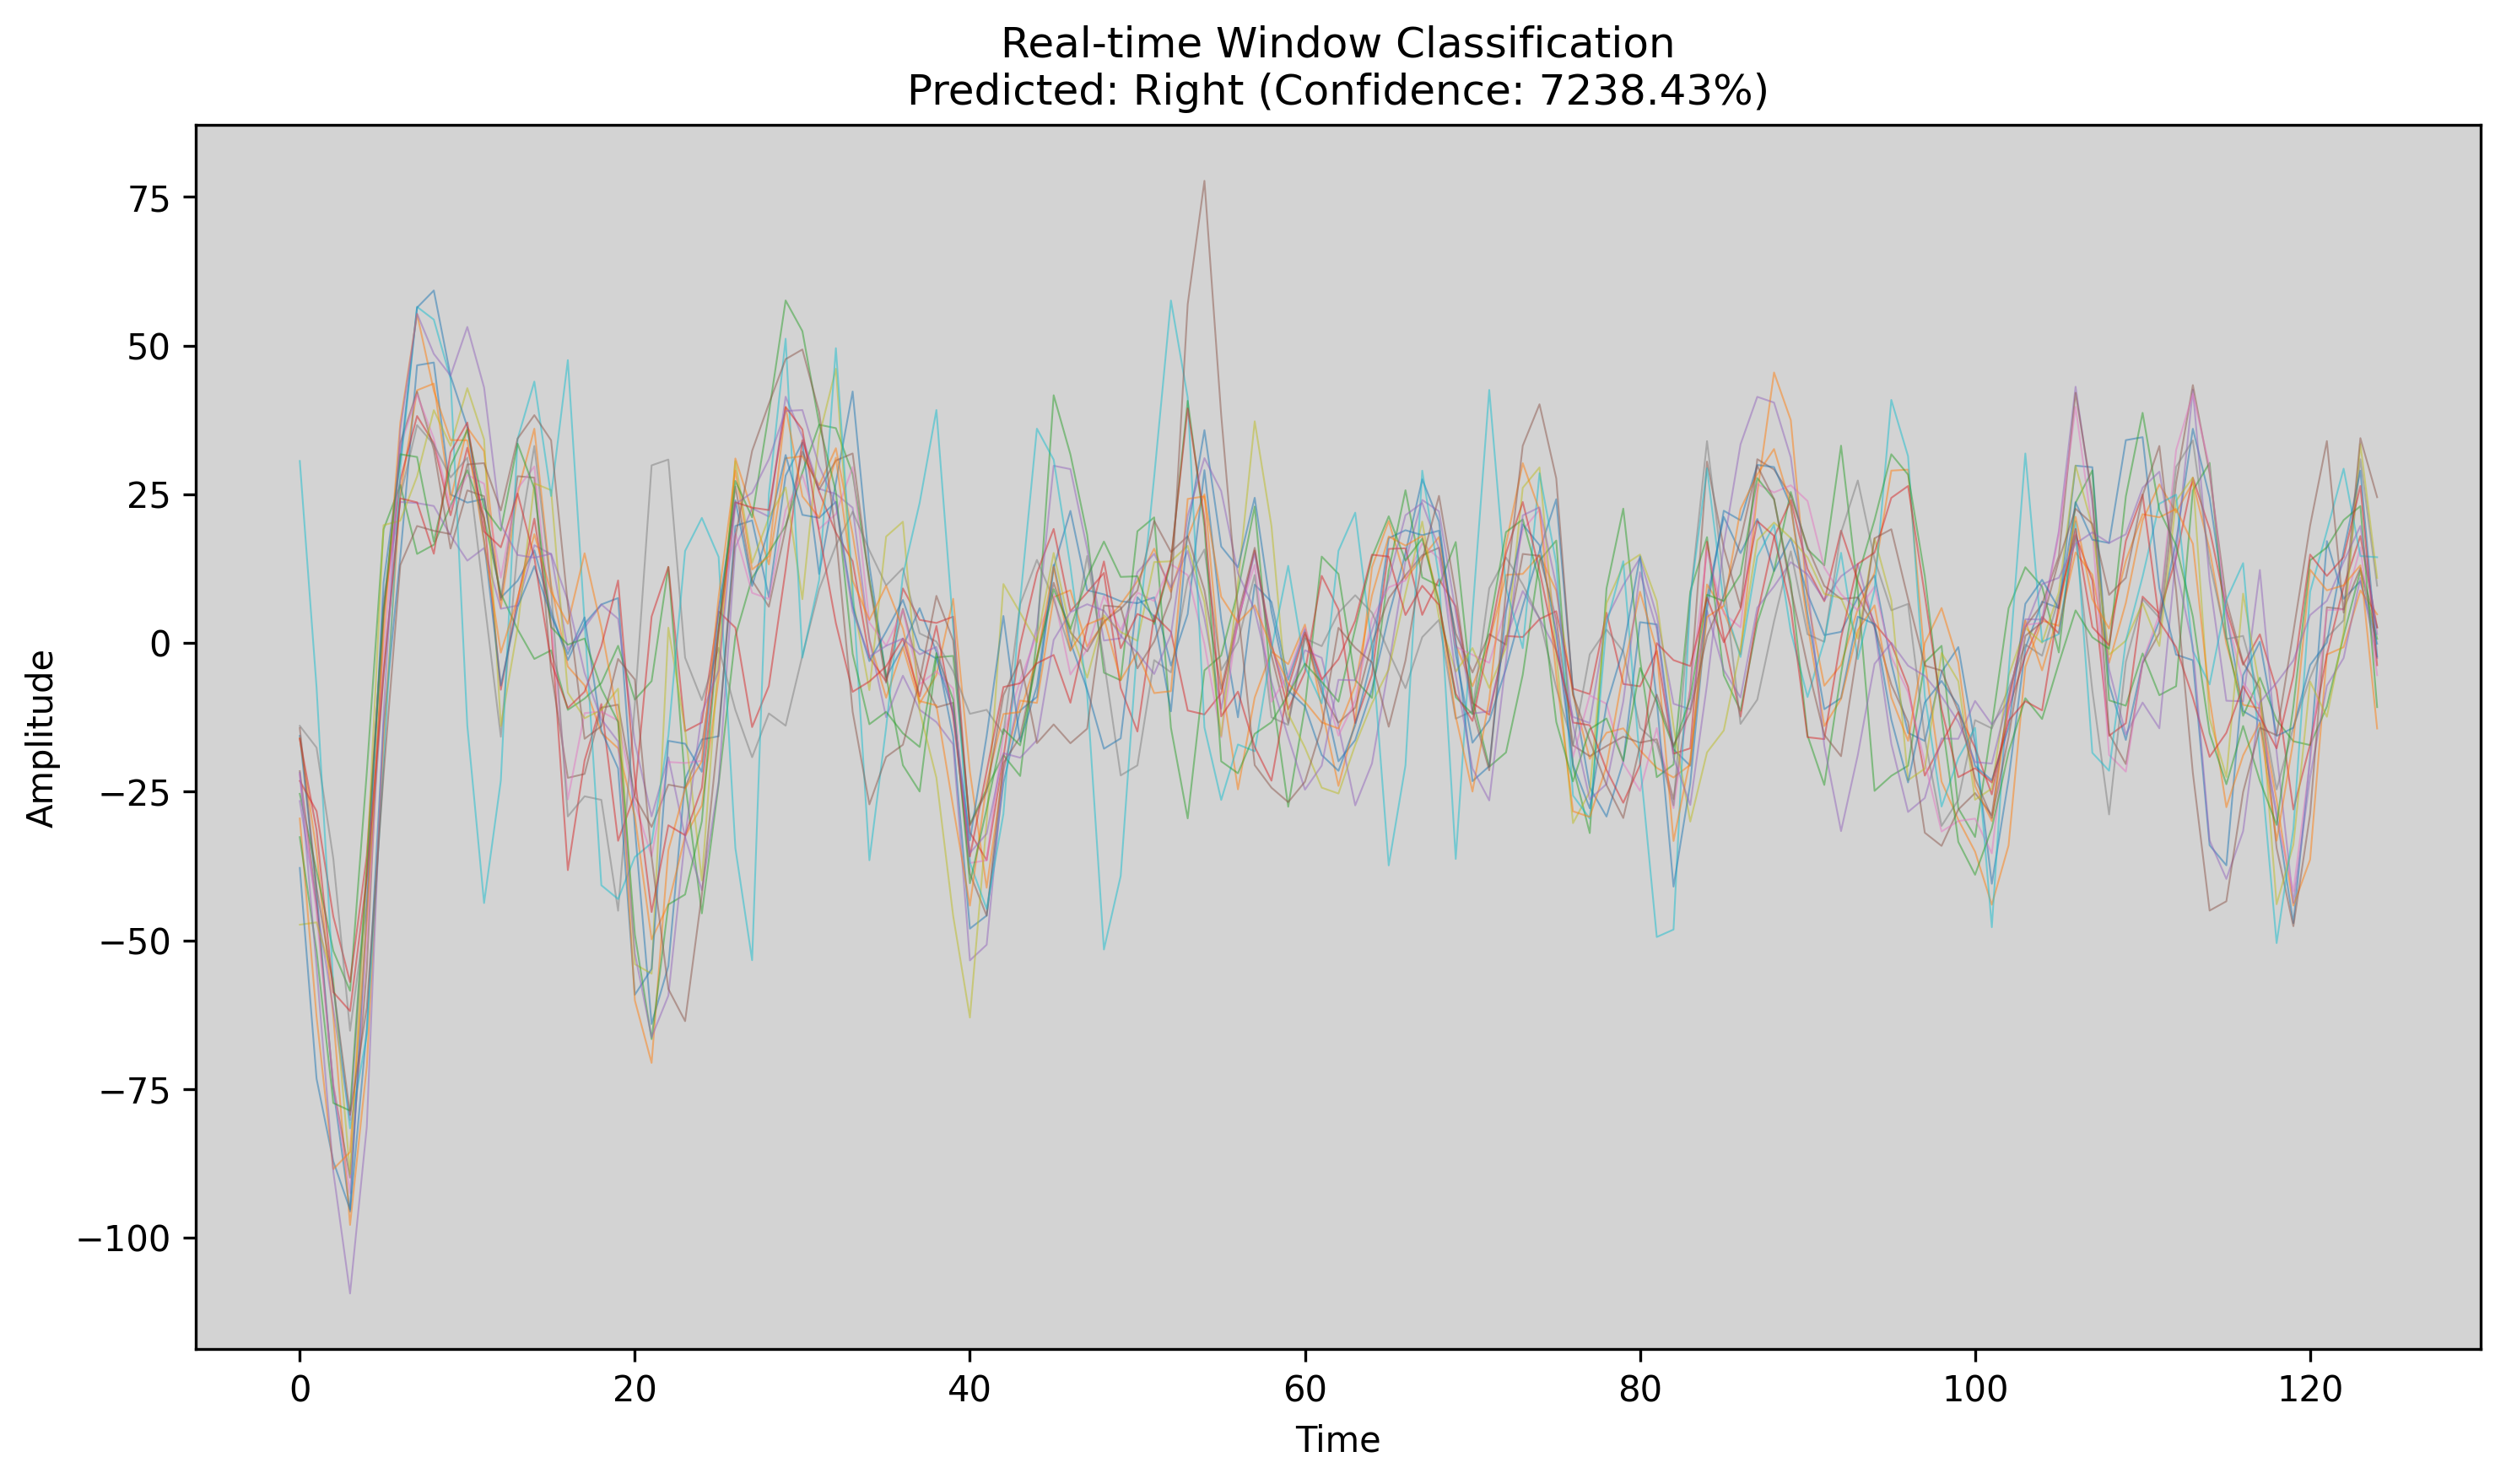 Real-time Window Classification
Predicted: Right (Confidence: 7238.43%)
75
50
25
0
−25
−50
−75
−100
Amplitude
0 20 40 60 80 100 120
Time